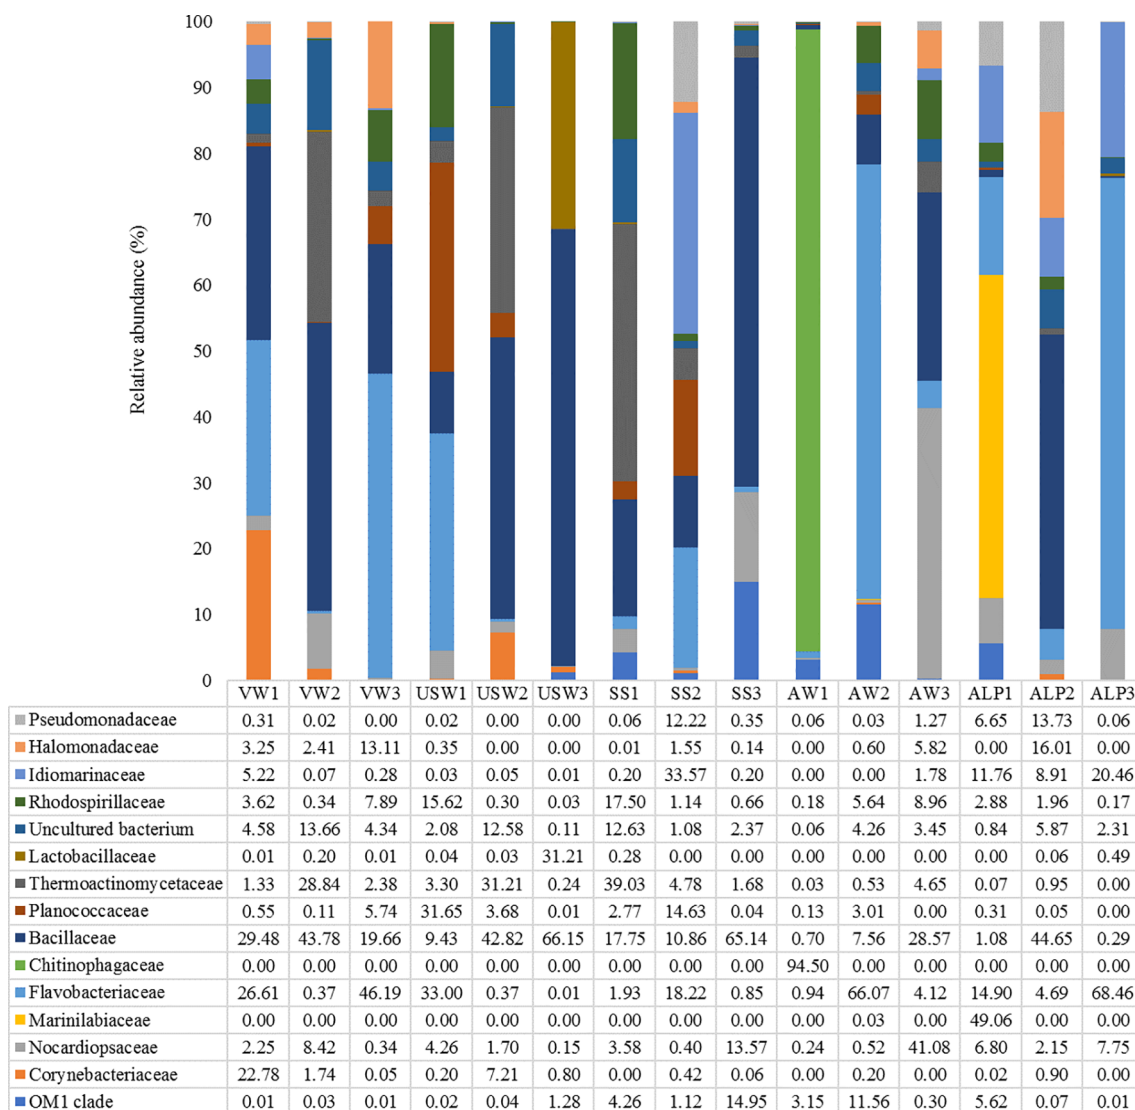 100
90
80
70
60
50
40
30
20
10
0
Relative abundance (%)
VW1 VW2 VW3 USW1 USW2 USW3 SS1 SS2 SS3 AW1 AW2 AW3 ALP1 ALP2 ALP3
Pseudomonadaceae 0.31 0.02 0.00 0.02 0.00 0.00 0.06 12.22 0.35 0.06 0.03 1.27 6.65 13.73 0.06
Halomonadaceae 3.25 2.41 13.11 0.35 0.00 0.00 0.01 1.55 0.14 0.00 0.60 5.82 0.00 16.01 0.00
Idiomarinaceae 5.22 0.07 0.28 0.03 0.05 0.01 0.20 33.57 0.20 0.00 0.00 1.78 11.76 8.91 20.46
Rhodospirillaceae 3.62 0.34 7.89 15.62 0.30 0.03 17.50 1.14 0.66 0.18 5.64 8.96 2.88 1.96 0.17
Uncultured bacterium 4.58 13.66 4.34 2.08 12.58 0.11 12.63 1.08 2.37 0.06 4.26 3.45 0.84 5.87 2.31
Lactobacillaceae 0.01 0.20 0.01 0.04 0.03 31.21 0.28 0.00 0.00 0.00 0.00 0.00 0.00 0.06 0.49
Thermoactinomycetaceae 1.33 28.84 2.38 3.30 31.21 0.24 39.03 4.78 1.68 0.03 0.53 4.65 0.07 0.95 0.00
Planococcaceae 0.55 0.11 5.74 31.65 3.68 0.01 2.77 14.63 0.04 0.13 3.01 0.00 0.31 0.05 0.00
Bacillaceae 29.48 43.78 19.66 9.43 42.82 66.15 17.75 10.86 65.14 0.70 7.56 28.57 1.08 44.65 0.29
Chitinophagaceae 0.00 0.00 0.00 0.00 0.00 0.00 0.00 0.00 0.00 94.50 0.00 0.00 0.00 0.00 0.00
Flavobacteriaceae 26.61 0.37 46.19 33.00 0.37 0.01 1.93 18.22 0.85 0.94 66.07 4.12 14.90 4.69 68.46
Marinilabiaceae 0.00 0.00 0.00 0.00 0.00 0.00 0.00 0.00 0.00 0.00 0.03 0.00 49.06 0.00 0.00
Nocardiopsaceae 2.25 8.42 0.34 4.26 1.70 0.15 3.58 0.40 13.57 0.24 0.52 41.08 6.80 2.15 7.75
Corynebacteriaceae 22.78 1.74 0.05 0.20 7.21 0.80 0.00 0.42 0.06 0.00 0.20 0.00 0.02 0.90 0.00
OM1 clade 0.01 0.03 0.01 0.02 0.04 1.28 4.26 1.12 14.95 3.15 11.56 0.30 5.62 0.07 0.01